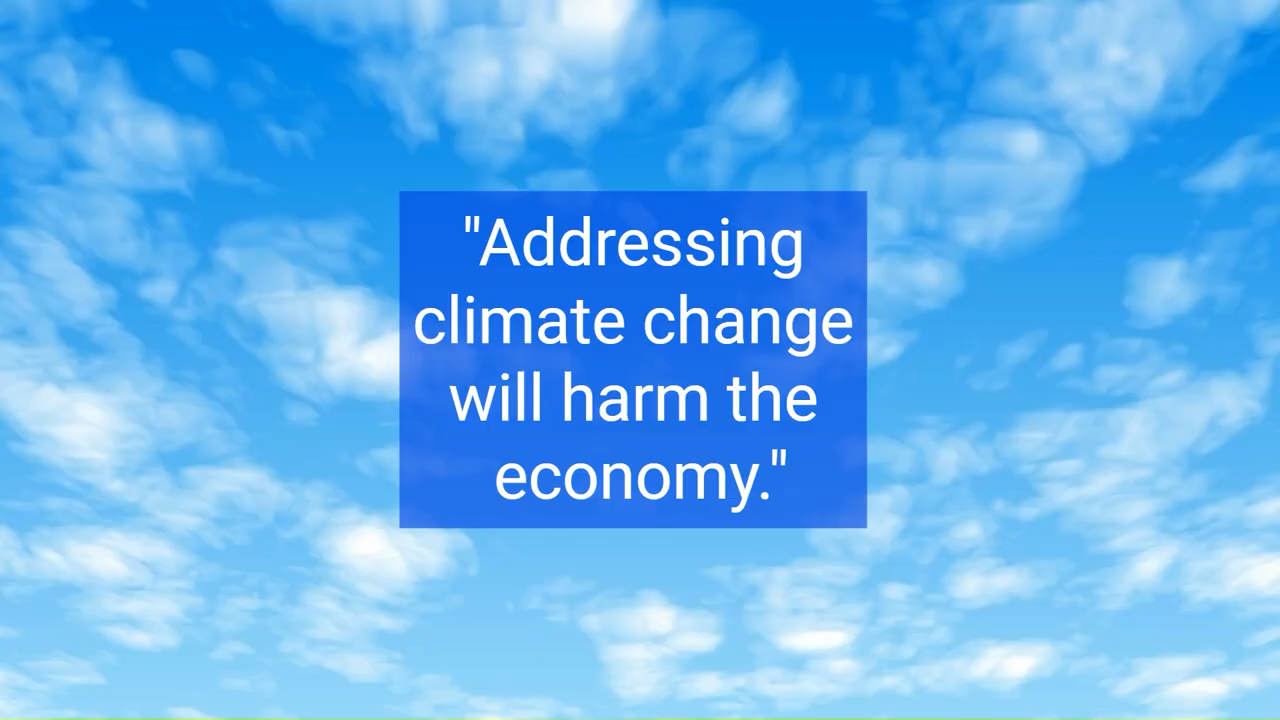 "Addressing
climate change
will harm the
economy."